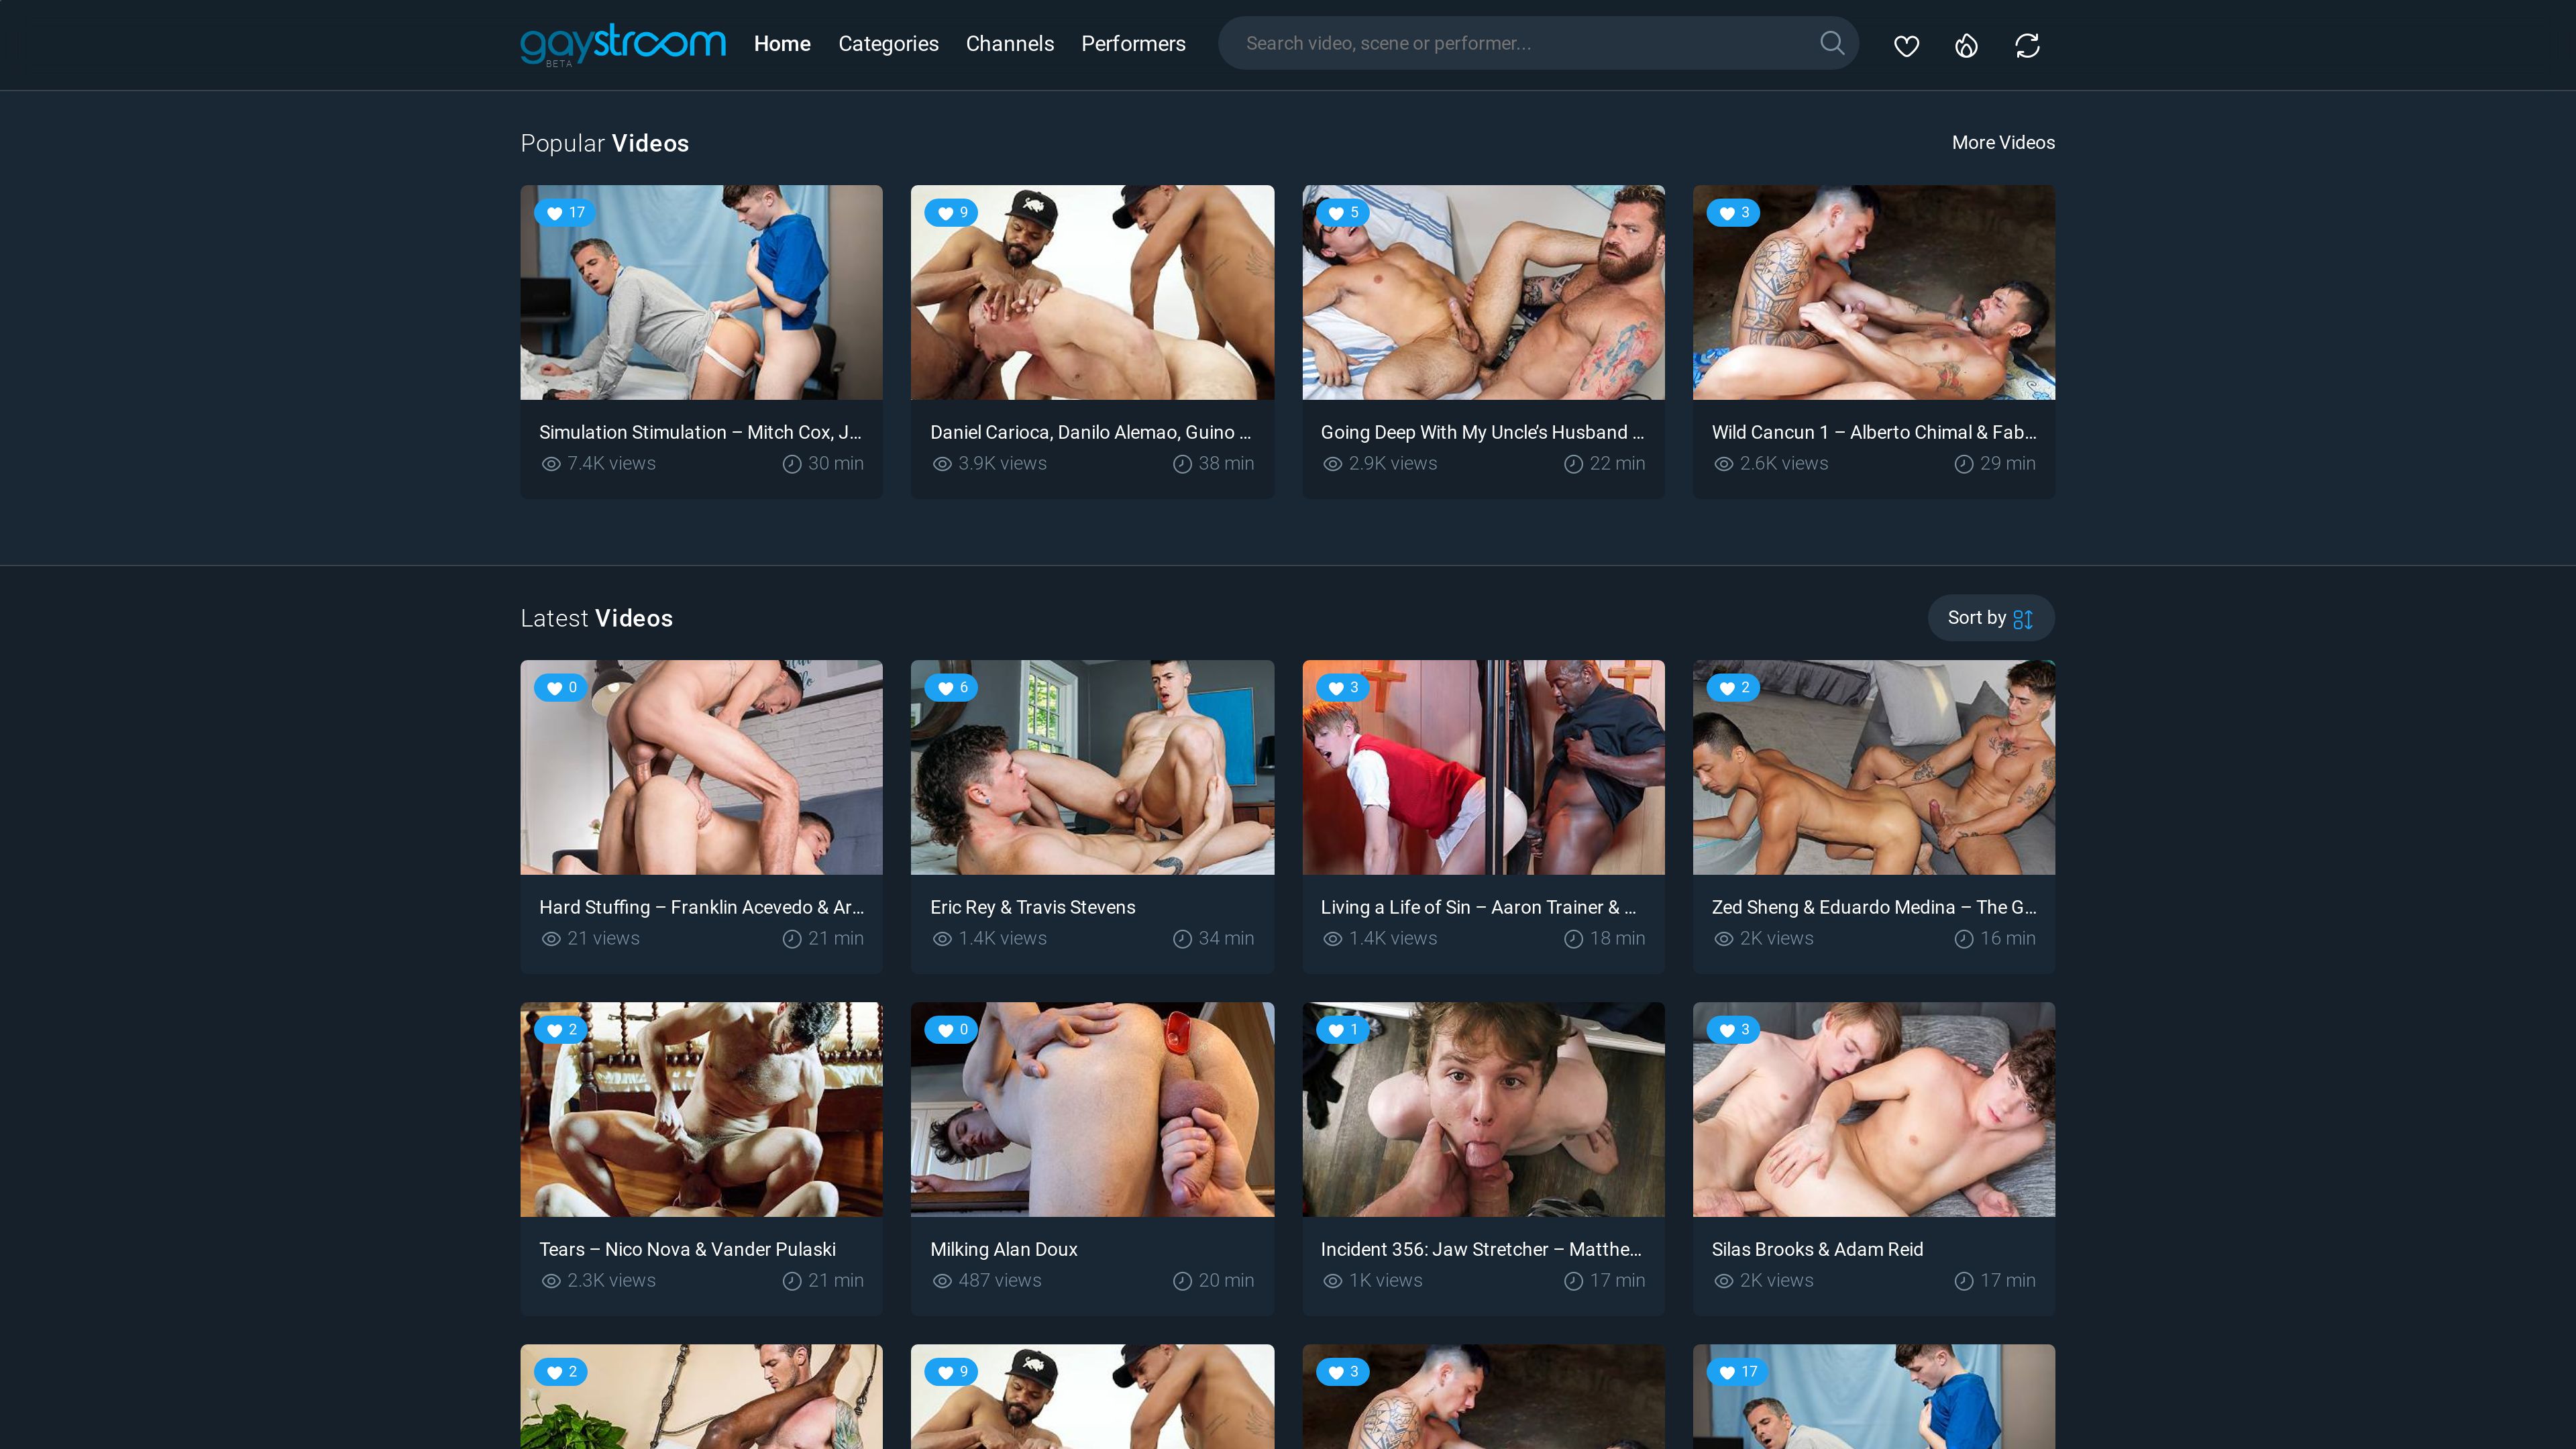 gaystroom
BETA
Home
Categories
Channels
Performers
Search video, scene or performer...
Popular Videos
More Videos
17
9
5
3
Simulation Stimulation – Mitch Cox, J...
7.4K views
30 min
Daniel Carioca, Danilo Alemao, Guino ...
3.9K views
38 min
Going Deep With My Uncle’s Husband ...
2.9K views
22 min
Wild Cancun 1 – Alberto Chimal & Fab...
2.6K views
29 min
Latest Videos
Sort by
0
6
3
2
Hard Stuffing – Franklin Acevedo & Ar...
21 views
21 min
Eric Rey & Travis Stevens
1.4K views
34 min
Living a Life of Sin – Aaron Trainer & ...
1.4K views
18 min
Zed Sheng & Eduardo Medina – The G...
2K views
16 min
2
0
1
3
Tears – Nico Nova & Vander Pulaski
2.3K views
21 min
Milking Alan Doux
487 views
20 min
Incident 356: Jaw Stretcher – Matthe...
1K views
17 min
Silas Brooks & Adam Reid
2K views
17 min
2
9
3
17